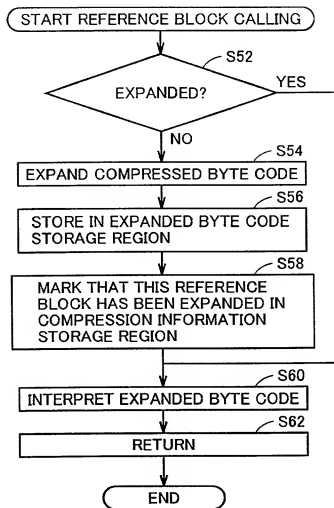 START REFERENCE BLOCK CALLING
S52
EXPANDED?
YES
NO
S54
EXPAND COMPRESSED BYTE CODE
S56
STORE IN EXPANDED BYTE CODE
STORAGE REGION
S58
MARK THAT THIS REFERENCE
BLOCK HAS BEEN EXPANDED IN
COMPRESSION INFORMATION
STORAGE REGION
S60
INTERPRET EXPANDED BYTE CODE
S62
RETURN
END